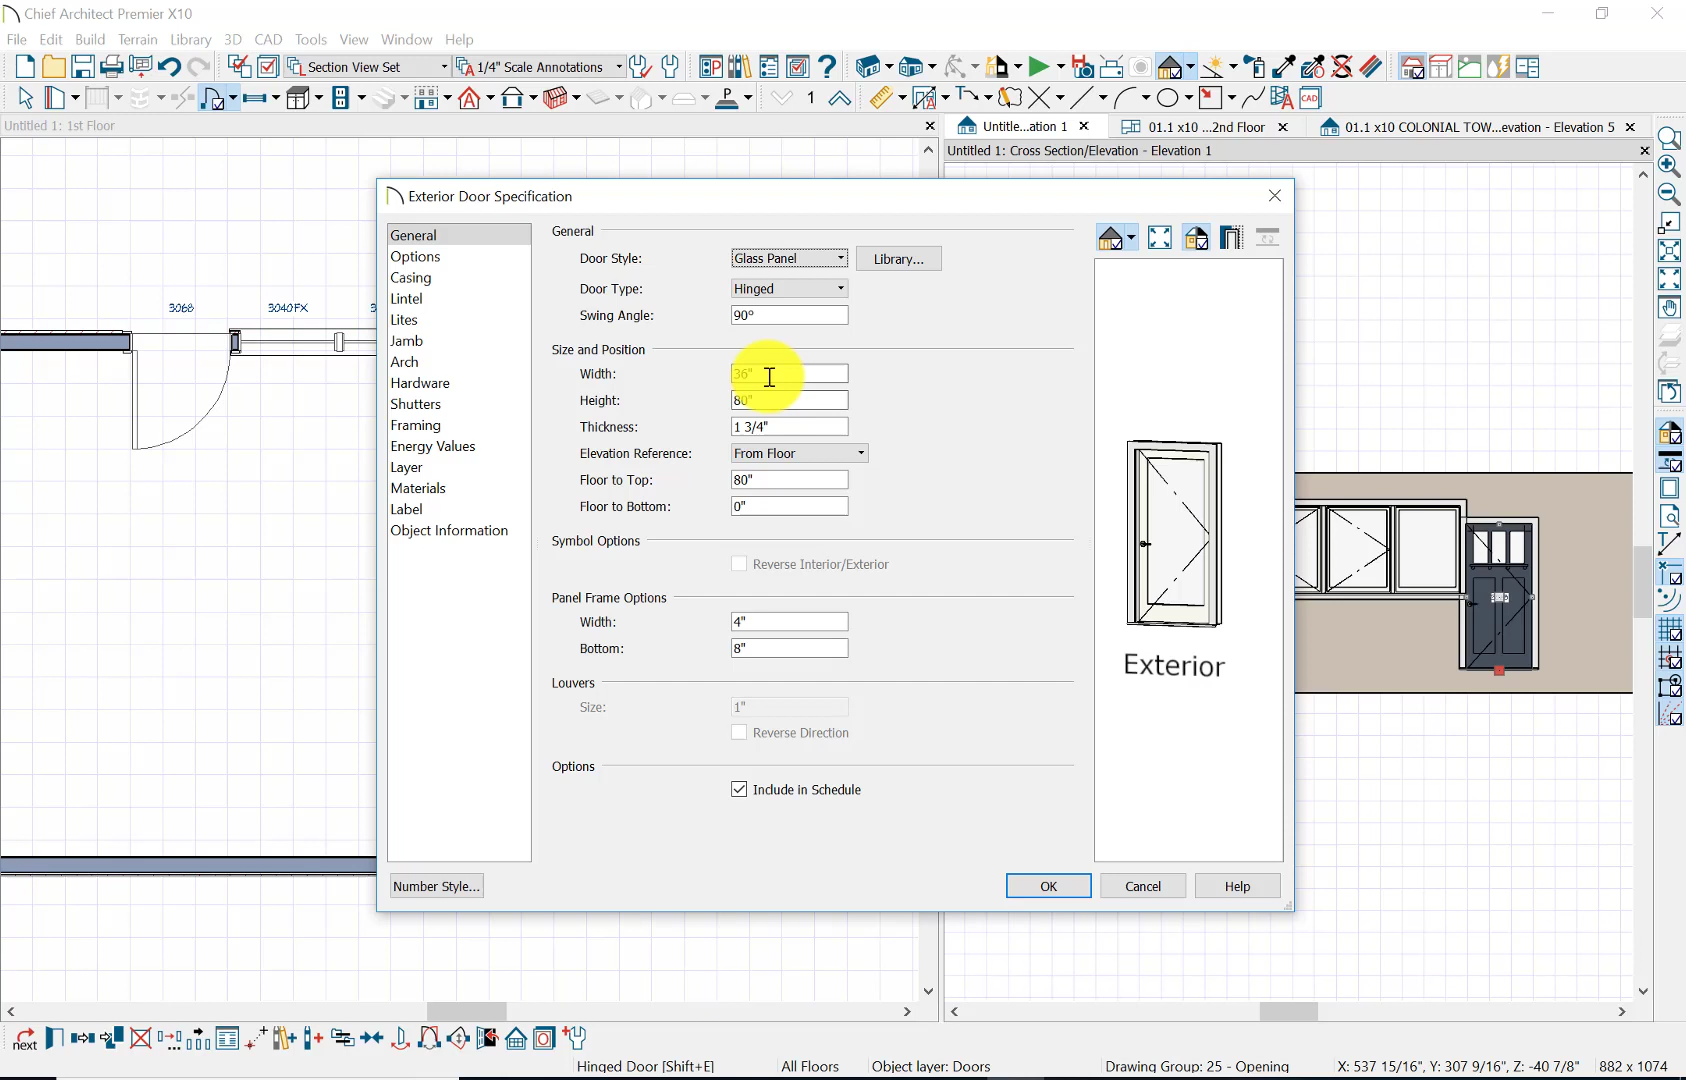 Chief Architect Premier X10
File Edit Build Terrain Library 3D CAD Tools View Window Help
Section View Set 1/4" Scale Annotations
1
CAD
Untitled 1: 1st Floor
Untitle...ation 1 01.1 x10 ...2nd Floor 01.1 x10 COLONIAL TOW...evation - Elevation 5
Untitled 1: Cross Section/Elevation - Elevation 1
3068 3040FX
Exterior Door Specification
General
Options
Casing
Lintel
Lites
Jamb
Arch
Hardware
Shutters
Framing
Energy Values
Layer
Materials
Label
Object Information
General
Door Style: Glass Panel Library...
Door Type: Hinged
Swing Angle: 90°
Size and Position
Width: 36"
Height: 80"
Thickness: 1 3/4"
Elevation Reference: From Floor
Floor to Top: 80"
Floor to Bottom: 0"
Symbol Options
Reverse Interior/Exterior
Panel Frame Options
Width: 4"
Bottom: 8"
Louvers
Size: 1"
Reverse Direction
Options
Include in Schedule
Exterior
Number Style... OK Cancel Help
next
Hinged Door [Shift+E] All Floors Object layer: Doors Drawing Group: 25 - Opening X: 537 15/16", Y: 307 9/16", Z: -40 7/8" 882 x 1074